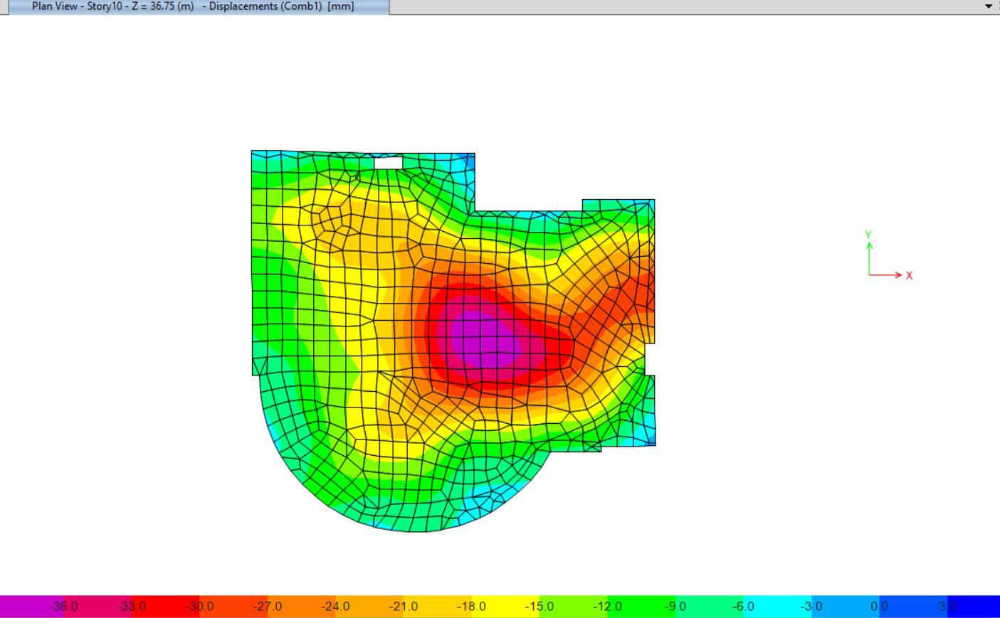 Plan View - Story10 - Z = 36.75 (m)   - Displacements (Comb1)  [mm]
Y
X
-36.0 -33.0 -30.0 -27.0 -24.0 -21.0 -18.0 -15.0 -12.0 -9.0 -6.0 -3.0 0.0 3.0